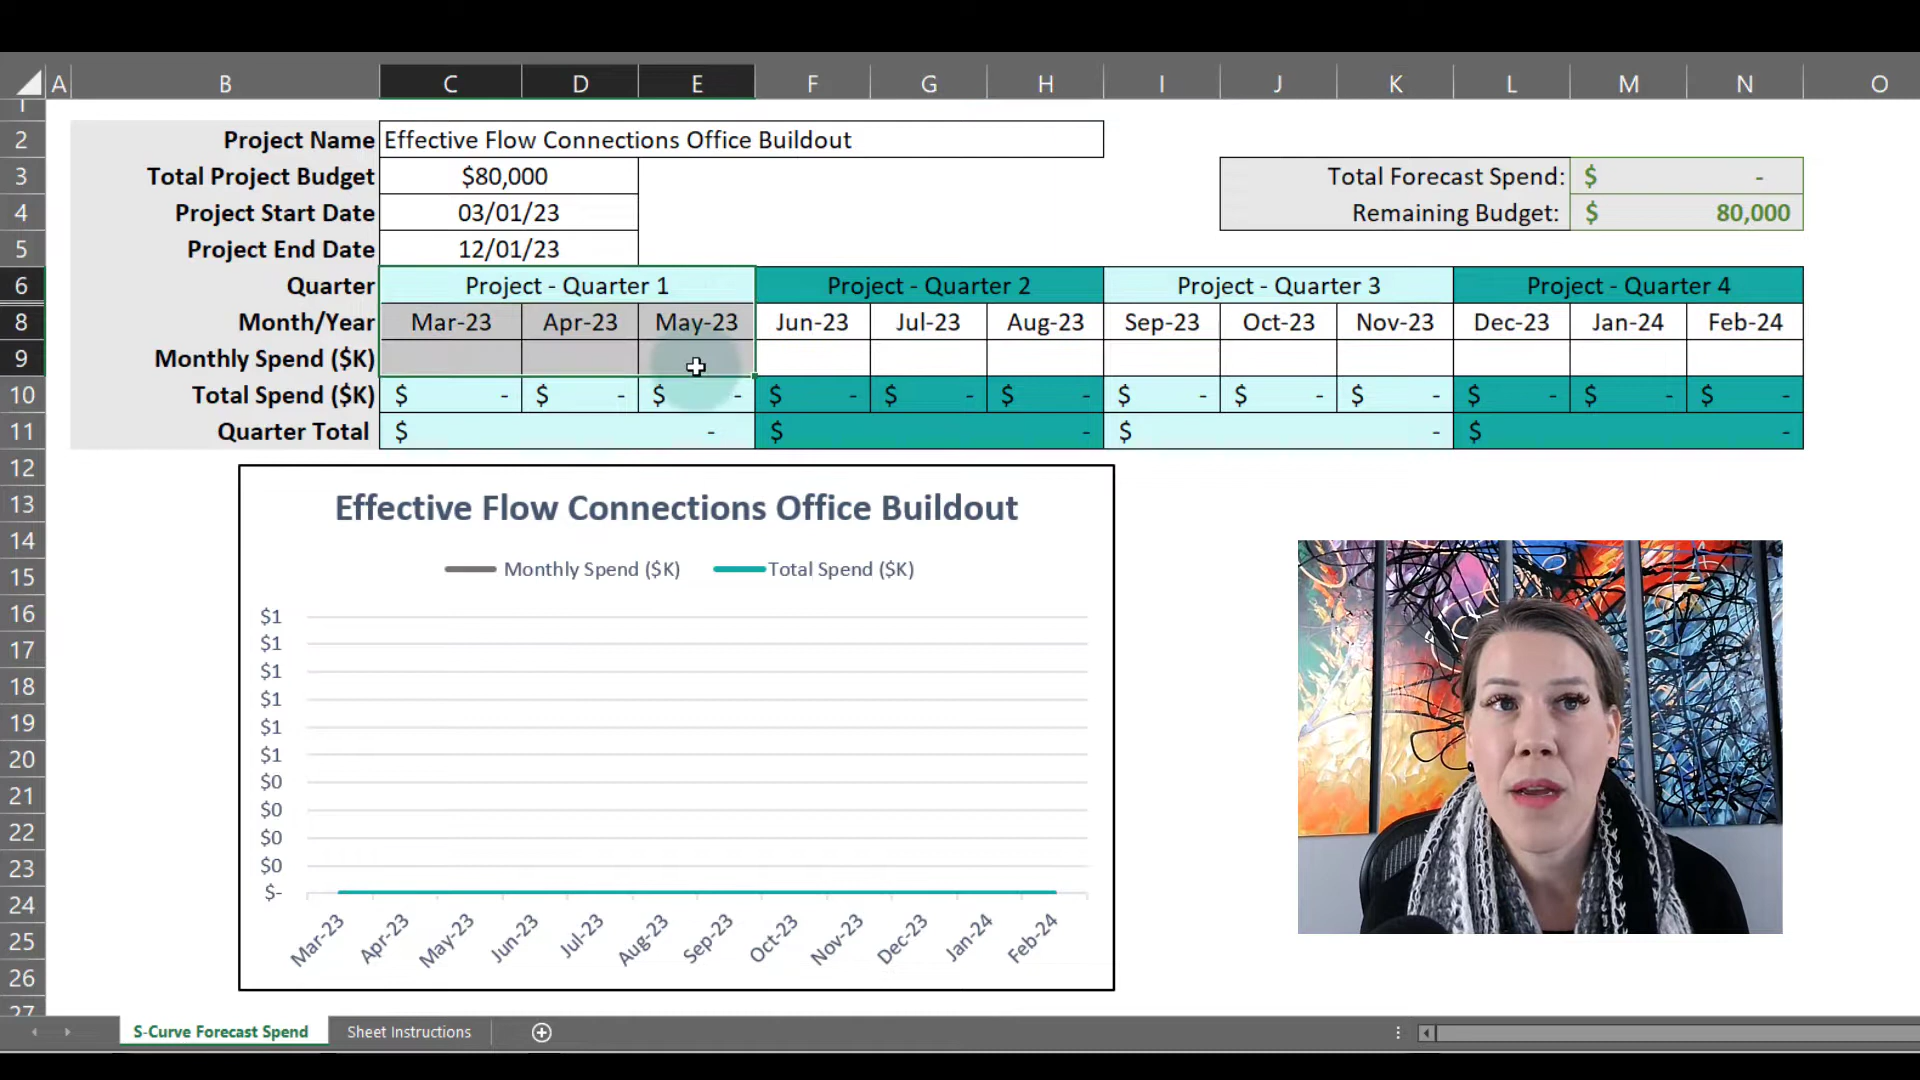 A B C D E F G H I J K L M N O
1
2 Project Name Effective Flow Connections Office Buildout
3 Total Project Budget $80,000 Total Forecast Spend: $ -
4 Project Start Date 03/01/23 Remaining Budget: $ 80,000
5 Project End Date 12/01/23
6 Quarter Project - Quarter 1 Project - Quarter 2 Project - Quarter 3 Project - Quarter 4
8 Month/Year Mar-23 Apr-23 May-23 Jun-23 Jul-23 Aug-23 Sep-23 Oct-23 Nov-23 Dec-23 Jan-24 Feb-24
9 Monthly Spend ($K)
10 Total Spend ($K) $ - $ - $ - $ - $ - $ - $ - $ - $ - $ - $ - $ -
11 Quarter Total $ - $ - $ - $ -
12
13 Effective Flow Connections Office Buildout
14
15 Monthly Spend ($K) Total Spend ($K)
16 $1
17 $1
18 $1
19 $1
$1
20 $1
21 $0
22 $0
$0
23 $0
24 $-
25 Mar-23 Apr-23 May-23 Jun-23 Jul-23 Aug-23 Sep-23 Oct-23 Nov-23 Dec-23 Jan-24 Feb-24
26
27
S-Curve Forecast Spend Sheet Instructions